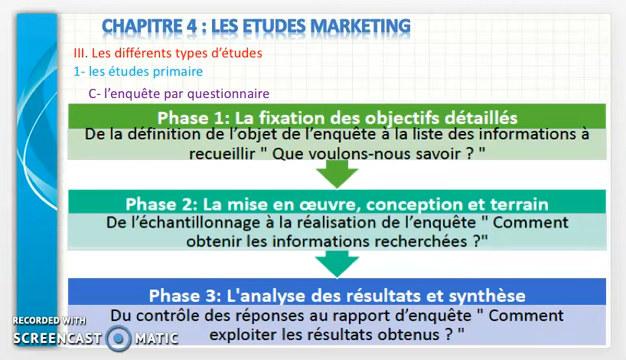 CHAPITRE 4 : LES ETUDES MARKETING
III. Les différents types d'études
1- les études primaire
C- l'enquête par questionnaire
Phase 1: La fixation des objectifs détaillés
De la définition de l'objet de l'enquête à la liste des informations à
recueillir " Que voulons-nous savoir ? "
Phase 2: La mise en œuvre, conception et terrain
De l'échantillonnage à la réalisation de l'enquête " Comment
obtenir les informations recherchées ?"
Phase 3: L'analyse des résultats et synthèse
Du contrôle des réponses au rapport d'enquête " Comment
exploiter les résultats obtenus ? "
RECORDED WITH
SCREENCAST MATIC